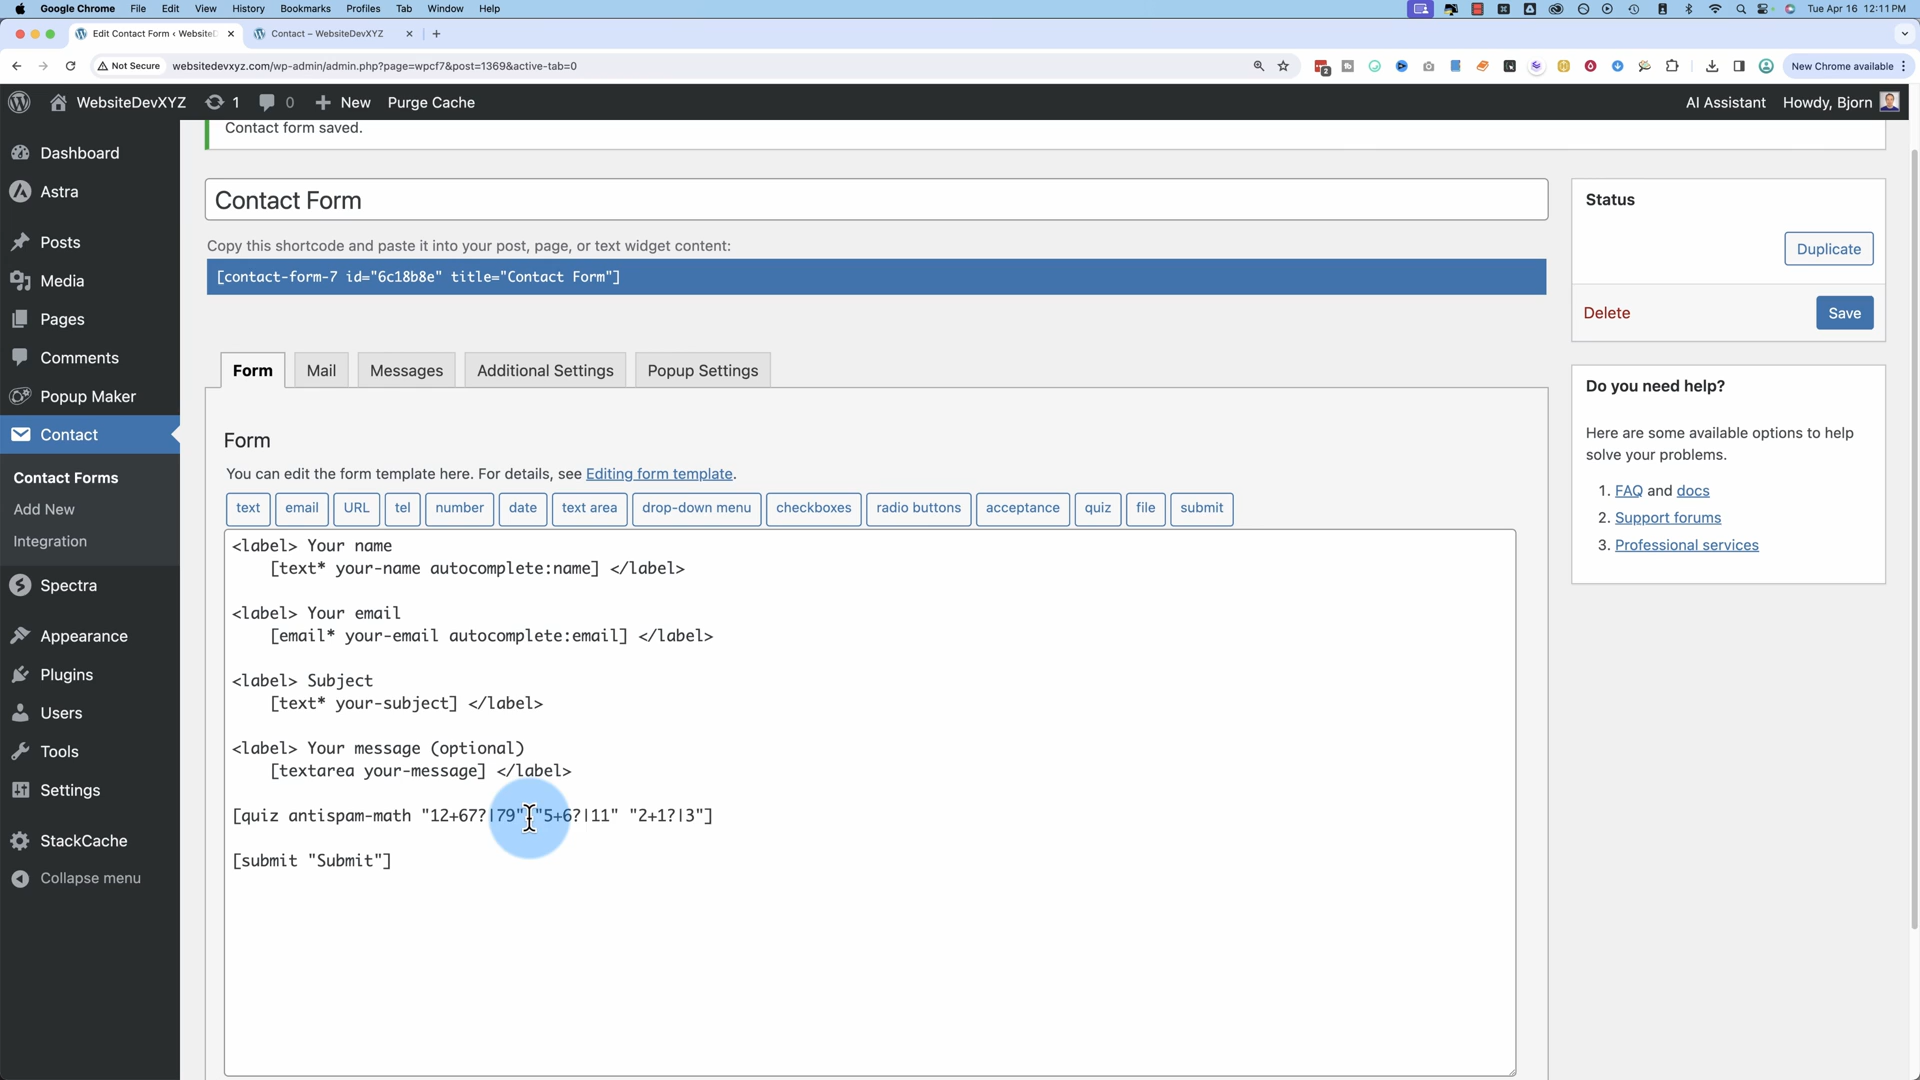 Google Chrome File Edit View History Bookmarks Profiles Tab Window Help Tue Apr 16 12:11 PM
Edit Contact Form ‹ WebsiteD Contact – WebsiteDevXYZ
Not Secure websitedevxyz.com/wp-admin/admin.php?page=wpcf7&post=1369&active-tab=0 2 New Chrome available
WebsiteDevXYZ 1 0 New Purge Cache AI Assistant Howdy, Bjorn
Contact form saved.
Dashboard
Astra
Posts
Media
Pages
Comments
Popup Maker
Contact
Contact Forms
Add New
Integration
Spectra
Appearance
Plugins
Users
Tools
Settings
StackCache
Collapse menu
Contact Form
Copy this shortcode and paste it into your post, page, or text widget content:
[contact-form-7 id="6c18b8e" title="Contact Form"]
Form Mail Messages Additional Settings Popup Settings
Form
You can edit the form template here. For details, see Editing form template.
text email URL tel number date text area drop-down menu checkboxes radio buttons acceptance quiz file submit
<label> Your name
[text* your-name autocomplete:name] </label>
<label> Your email
[email* your-email autocomplete:email] </label>
<label> Subject
[text* your-subject] </label>
<label> Your message (optional)
[textarea your-message] </label>
[quiz antispam-math "12+67?|79" "5+6?|11" "2+1?|3"]
[submit "Submit"]
Status
Duplicate
Delete Save
Do you need help?
Here are some available options to help
solve your problems.
1. FAQ and docs
2. Support forums
3. Professional services